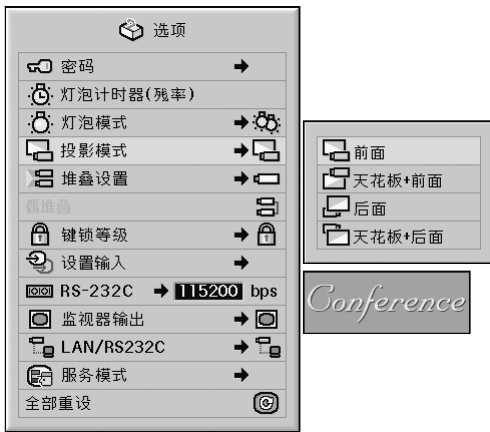 选项
密码
灯泡计时器(残率)
灯泡模式
投影模式
堆叠设置
偶堆叠
键锁等级
设置输入
RS-232C 115200 bps
监视器输出
LAN/RS232C
服务模式
全部重设
前面
天花板+前面
后面
天花板+后面
Conference